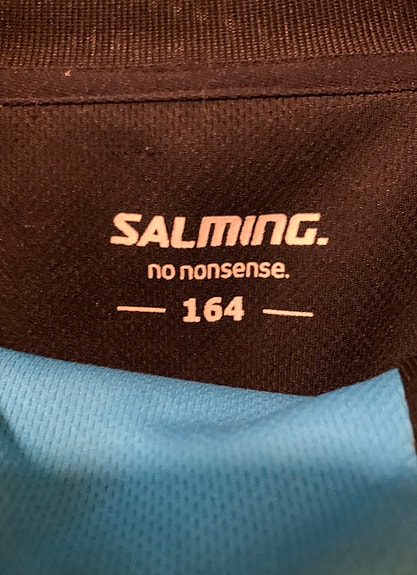 SALMING.
no nonsense.
— 164 —